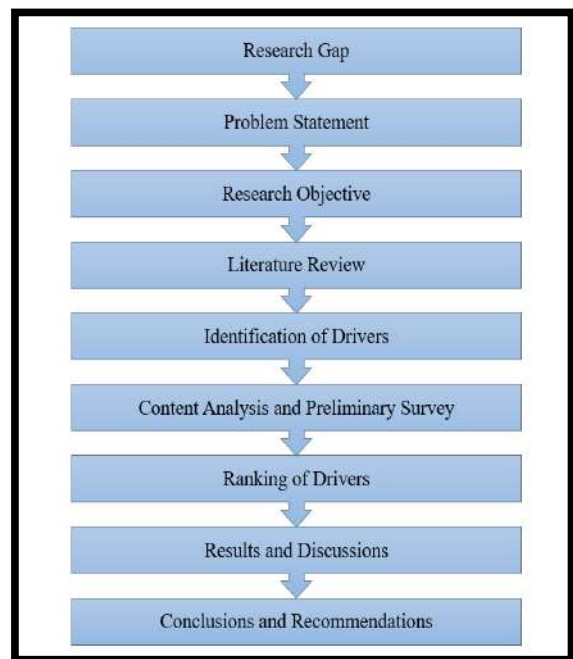 Research Gap
Problem Statement
Research Objective
Literature Review
Identification of Drivers
Content Analysis and Preliminary Survey
Ranking of Drivers
Results and Discussions
Conclusions and Recommendations